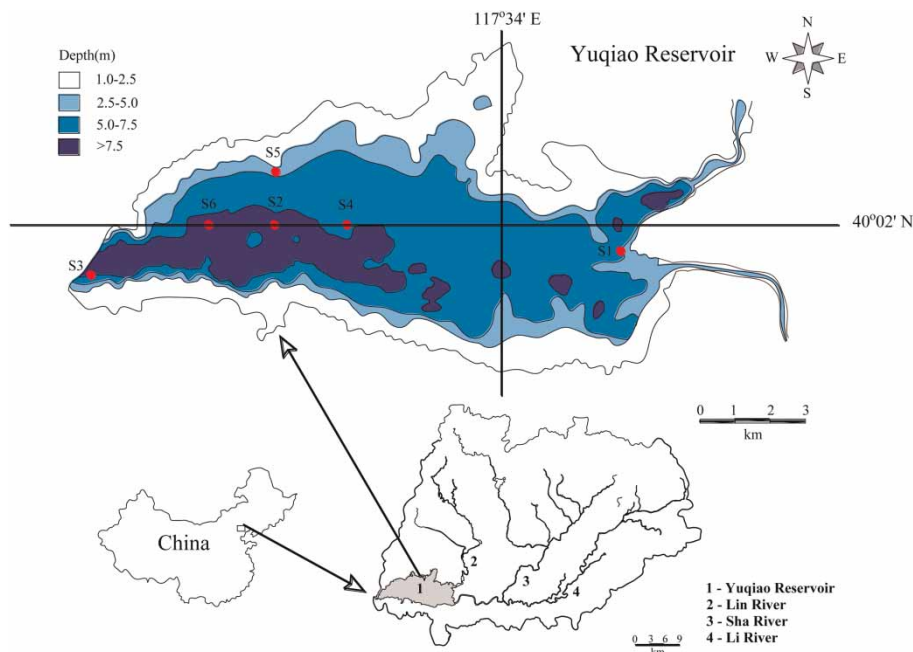 117°34' E
Yuqiao Reservoir
N
W E
S
Depth(m)
1.0-2.5
2.5-5.0
5.0-7.5
>7.5
S5
S6 S2 S4
40°02' N
S1
S3
0 1 2 3
km
China
1
2
3
4
1 - Yuqiao Reservoir
2 - Lin River
3 - Sha River
4 - Li River
0 3 6 9
km